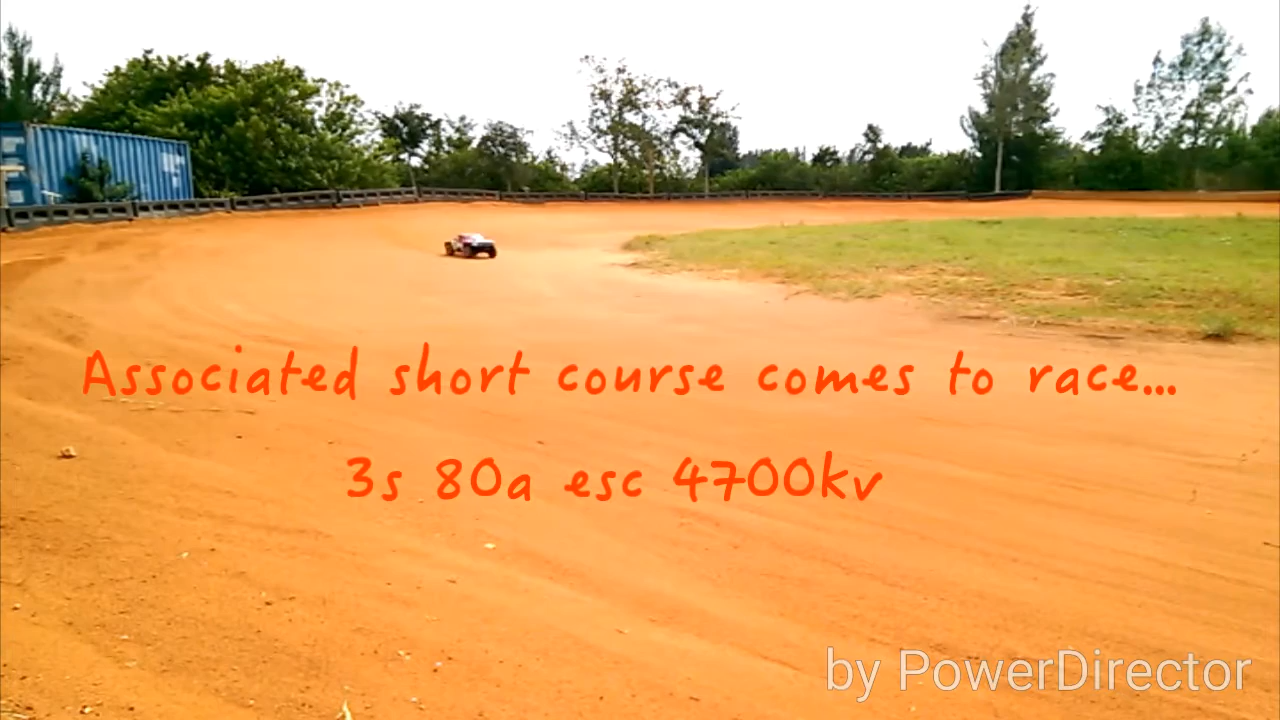 Associated short course comes to race...
3s 80a esc 4700kv
by PowerDirector